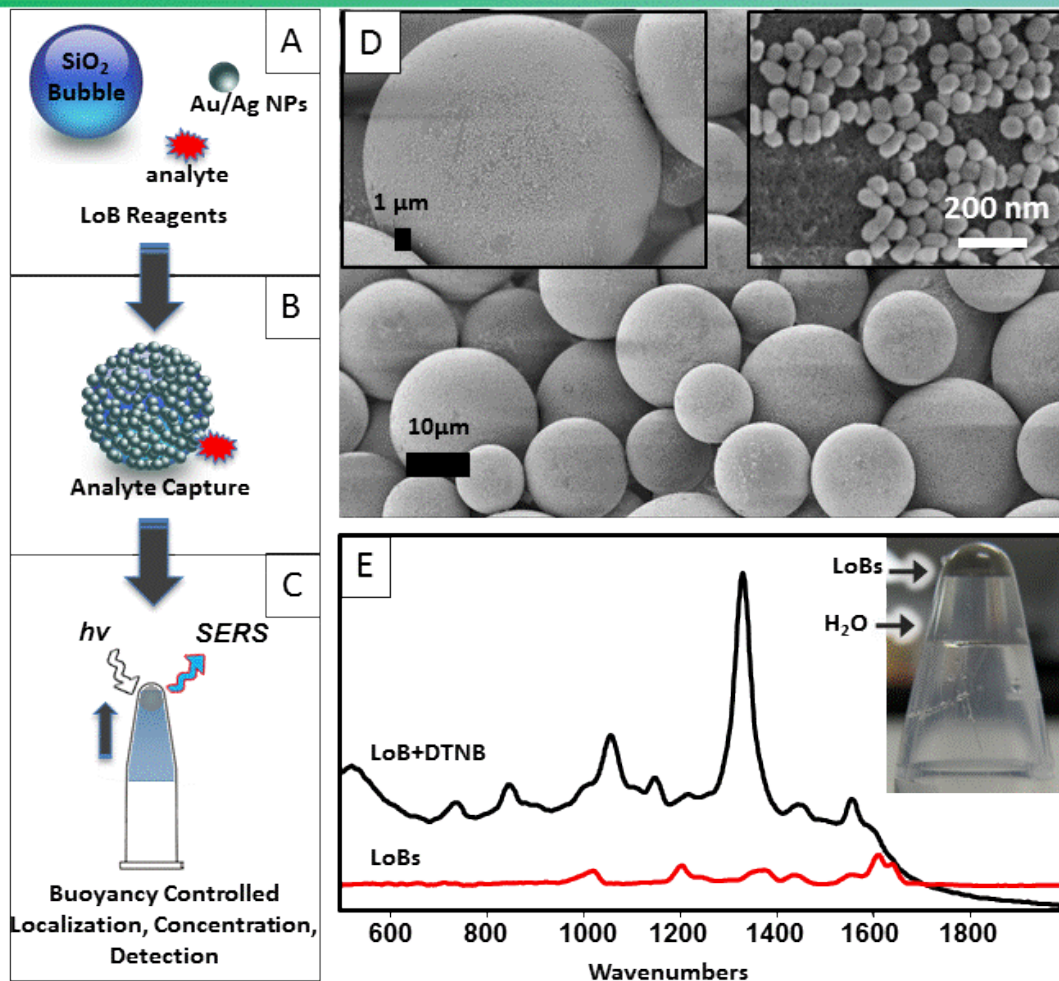 A
SiO₂
Bubble
Au/Ag NPs
analyte
LoB Reagents
B
Analyte Capture
C
hv
SERS
Buoyancy Controlled
Localization, Concentration,
Detection
D
1 µm
200 nm
10µm
E
LoBs
H₂O
LoB+DTNB
LoBs
600 800 1000 1200 1400 1600 1800
Wavenumbers